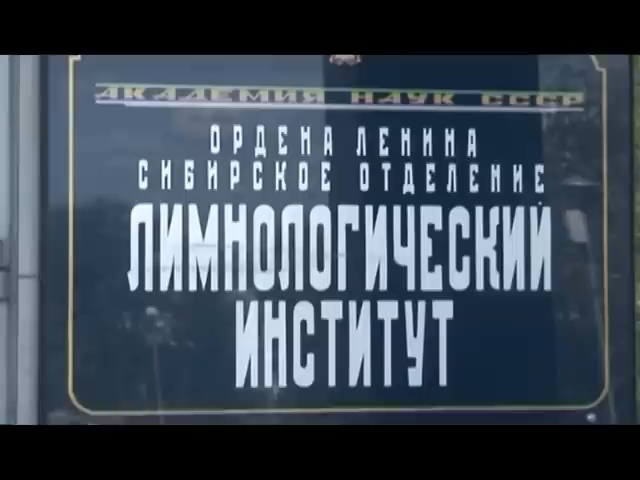 АКАДЕМИЯ НАУК СССР
ОРДЕНА ЛЕНИНА
СИБИРСКОЕ ОТДЕЛЕНИЕ
ЛИМНОЛОГИЧЕСКИЙ
ИНСТИТУТ